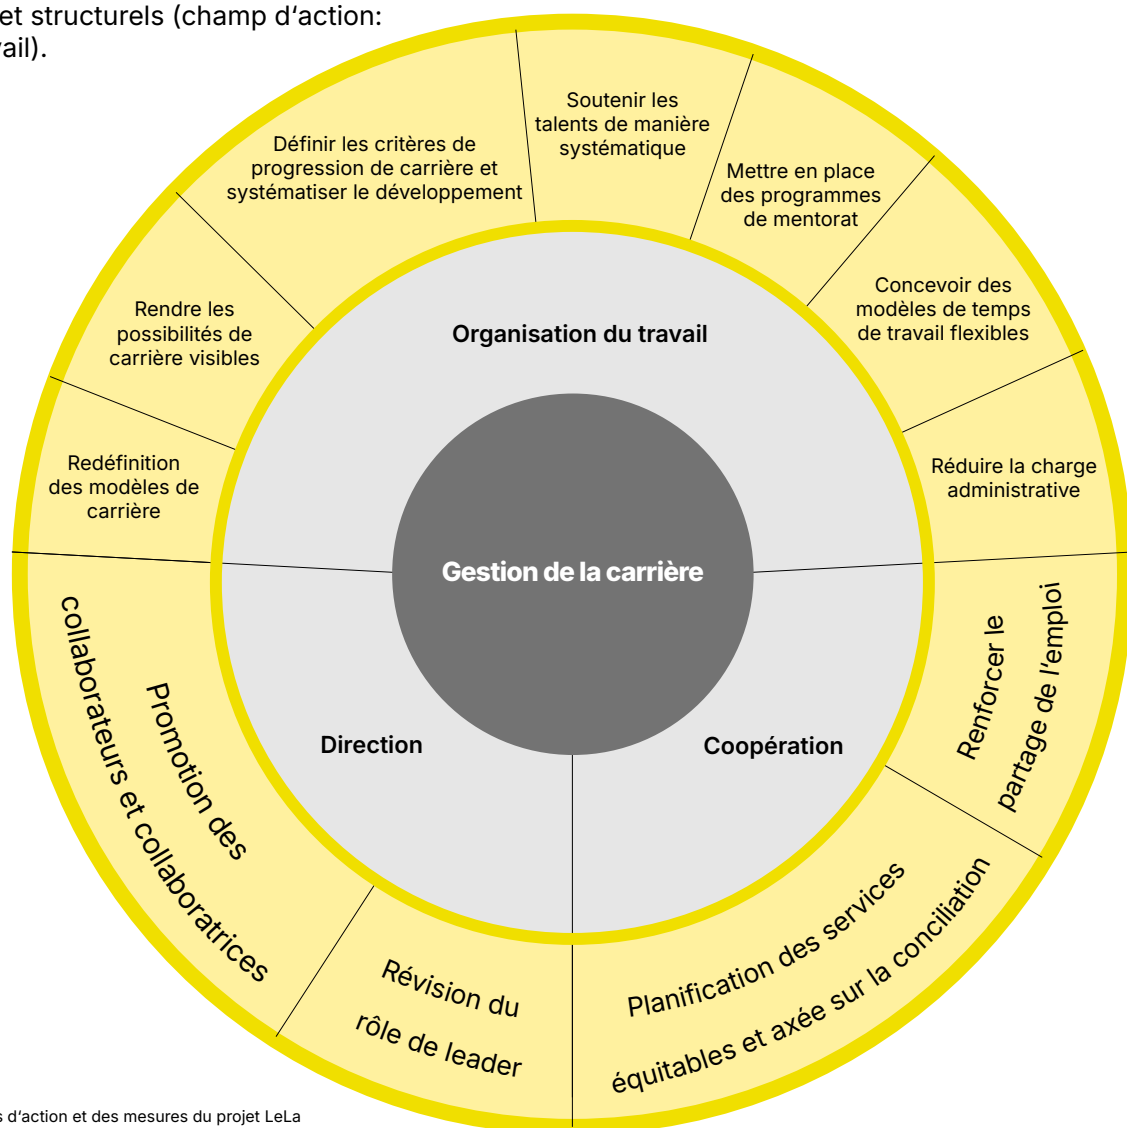 et structurels (champ d‘action:
vail).
Soutenir les
talents de manière
systématique
Définir les critères de
progression de carrière et
systématiser le développement
Mettre en place
des programmes
de mentorat
Rendre les
possibilités de
carrière visibles
Concevoir des
modèles de temps
de travail flexibles
Organisation du travail
Redéfinition
des modèles de
carrière
Réduire la charge
administrative
Gestion de la carrière
Direction
Coopération
Promotion des
collaborateurs et collaboratrices
Renforcer le
partage de l‘emploi
Révision du
rôle de leader
Planification des services
équitables et axée sur la conciliation
s d‘action et des mesures du projet LeLa